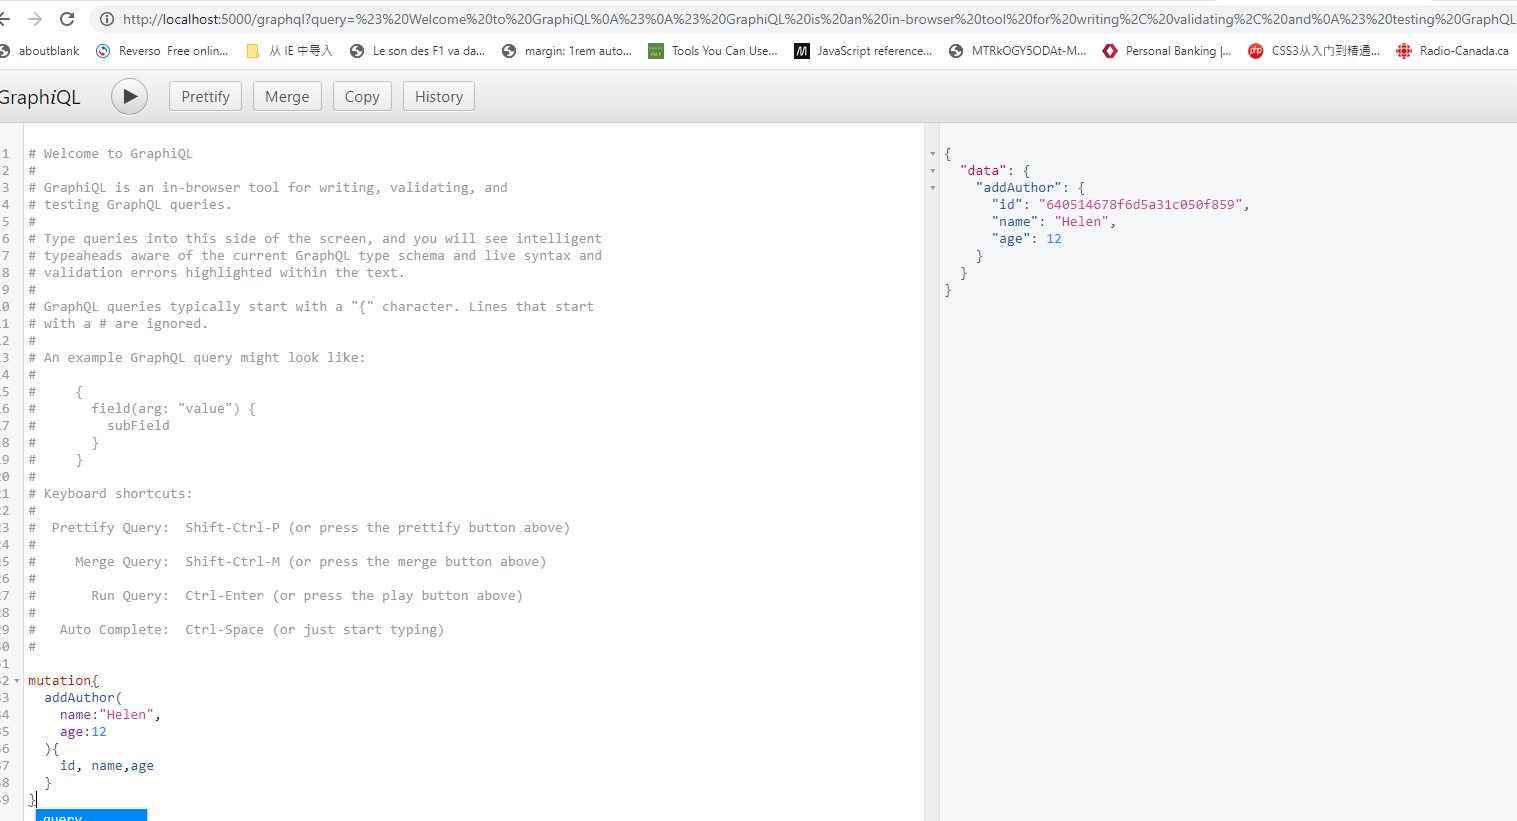 http://localhost:5000/graphql?query=%23%20Welcome%20to%20GraphiQL%0A%23%0A%23%20GraphiQL%20is%20an%20in-browser%20tool%20for%20writing%2C%20validating%2C%20and%0A%23%20testing%20GraphQL
aboutblank Reverso Free onlin... 从 IE 中导入 Le son des F1 va da... margin: 1rem auto... Tools You Can Use... JavaScript reference... MTRkOGY5ODAt-M... Personal Banking |... CSS3从入门到精通... Radio-Canada.ca
GraphiQL Prettify Merge Copy History
1 # Welcome to GraphiQL
2 #
3 # GraphiQL is an in-browser tool for writing, validating, and
4 # testing GraphQL queries.
5 #
6 # Type queries into this side of the screen, and you will see intelligent
7 # typeaheads aware of the current GraphQL type schema and live syntax and
8 # validation errors highlighted within the text.
9 #
0 # GraphQL queries typically start with a "{" character. Lines that start
1 # with a # are ignored.
2 #
3 # An example GraphQL query might look like:
4 #
5 #     {
6 #       field(arg: "value") {
7 #         subField
8 #       }
9 #     }
0 #
1 # Keyboard shortcuts:
2 #
3 #  Prettify Query:  Shift-Ctrl-P (or press the prettify button above)
4 #
5 #     Merge Query:  Shift-Ctrl-M (or press the merge button above)
6 #
7 #       Run Query:  Ctrl-Enter (or press the play button above)
8 #
9 #   Auto Complete:  Ctrl-Space (or just start typing)
0 #
1
2 mutation{
3   addAuthor(
4     name:"Helen",
5     age:12
6   ){
7     id, name,age
8   }
9 }
query
{
  "data": {
    "addAuthor": {
      "id": "640514678f6d5a31c050f859",
      "name": "Helen",
      "age": 12
    }
  }
}